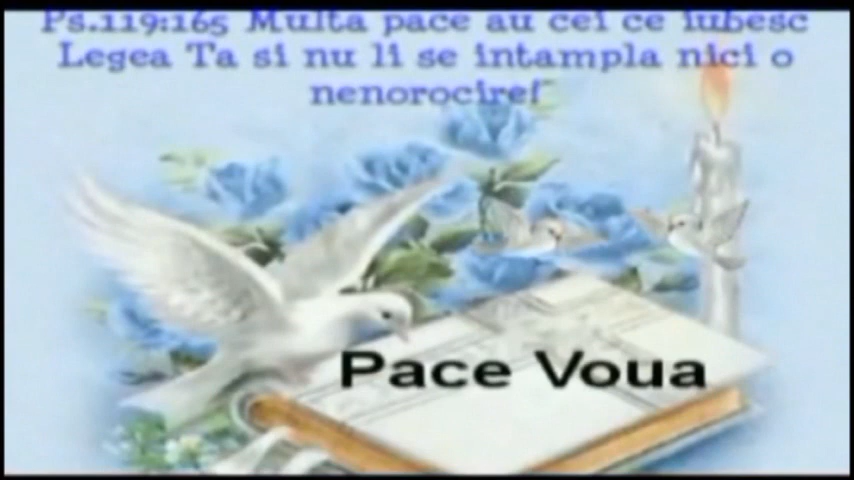 Ps.119:165 Multa pace au cei ce iubesc
Legea Ta si nu li se intampla nici o
nenorocire!
Pace Voua